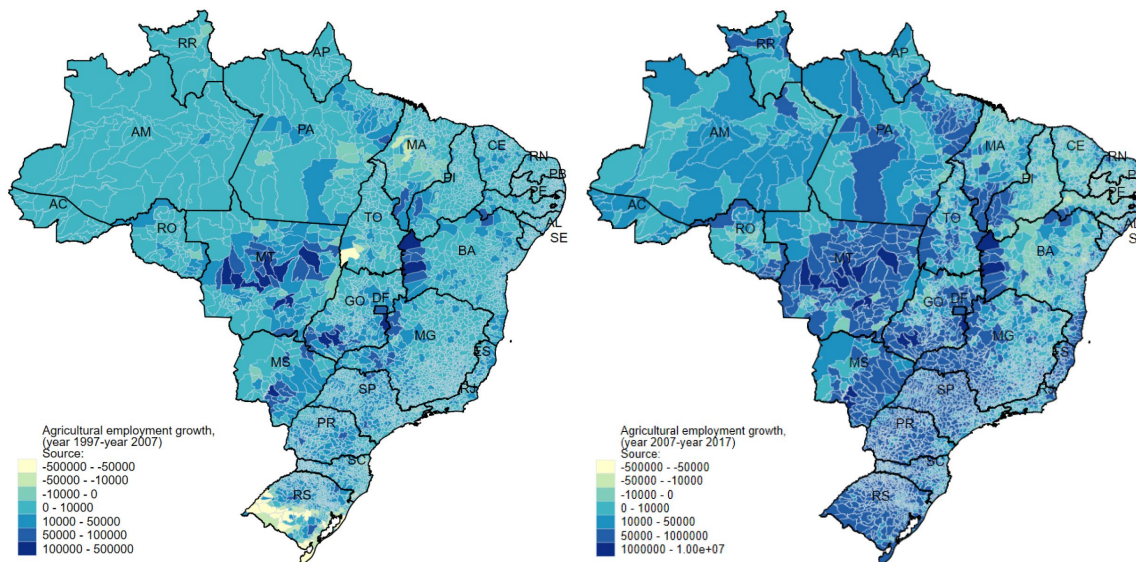 RR
AP
AM
PA
MA
CE
RN
PB
PI
PE
AC
TO
AL
SE
RO
BA
MT
GO
DF
MG
MS
ES
SP
RJ
PR
SC
RS
Agricultural employment growth,
(year 1997-year 2007)
Source:
-500000 - -50000
-50000 - -10000
-10000 - 0
0 - 10000
10000 - 50000
50000 - 100000
100000 - 500000
RR
AP
AM
PA
MA
CE
RN
PI
PE
AC
TO
AL
RO
BA
MT
GO
DF
MG
MS
ES
SP
PR
SC
RS
Agricultural employment growth,
(year 2007-year 2017)
Source:
-500000 - -50000
-50000 - -10000
-10000 - 0
0 - 10000
10000 - 50000
50000 - 1000000
1000000 - 1.00e+07